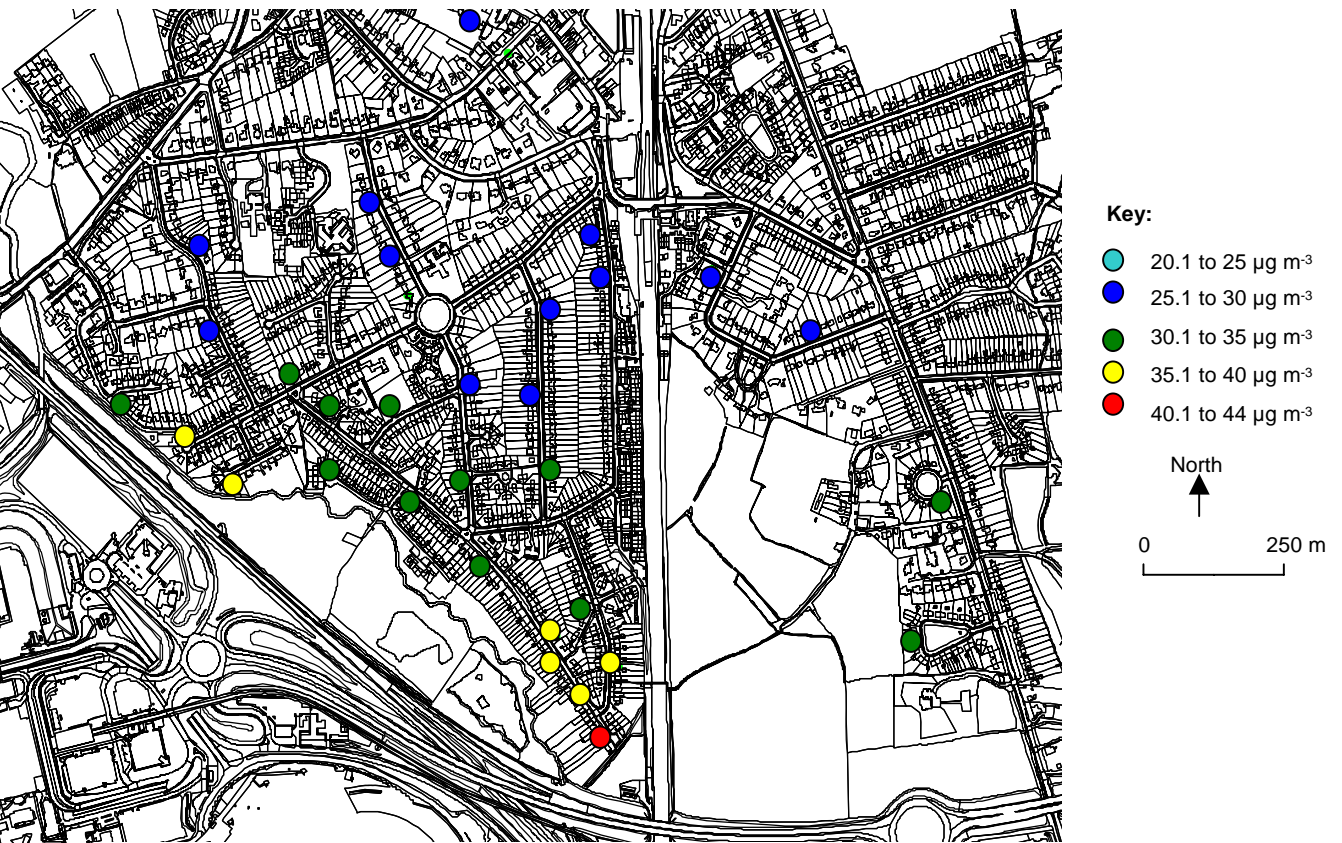 Key:
20.1 to 25 µg m-3
25.1 to 30 µg m-3
30.1 to 35 µg m-3
35.1 to 40 µg m-3
40.1 to 44 µg m-3
North
0 250 m